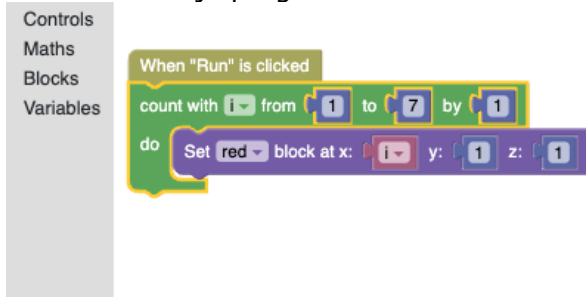 Controls
Maths
Blocks
Variables
When "Run" is clicked
count with i from 1 to 7 by 1
do
Set red block at x: i y: 1 z: 1